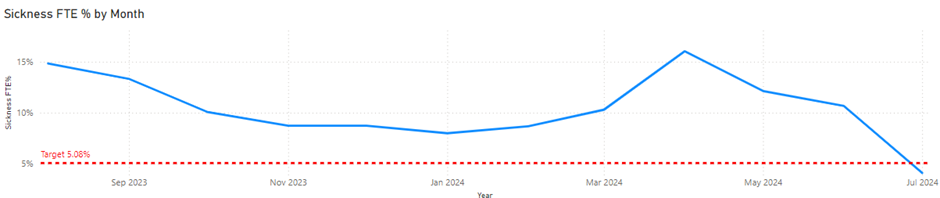 Sickness FTE % by Month
15%
10%
5%
Sickness FTE%
Target 5.08%
Sep 2023
Nov 2023
Jan 2024
Mar 2024
May 2024
Jul 2024
Year